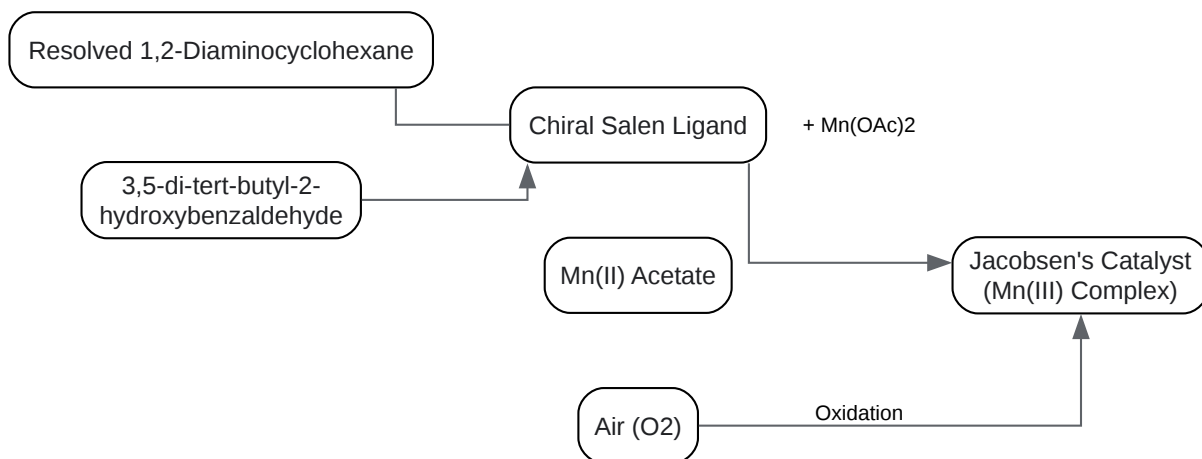 Resolved 1,2-Diaminocyclohexane
Chiral Salen Ligand
+ Mn(OAc)2
3,5-di-tert-butyl-2-
hydroxybenzaldehyde
Mn(II) Acetate
Jacobsen's Catalyst
(Mn(III) Complex)
Air (O2)
Oxidation